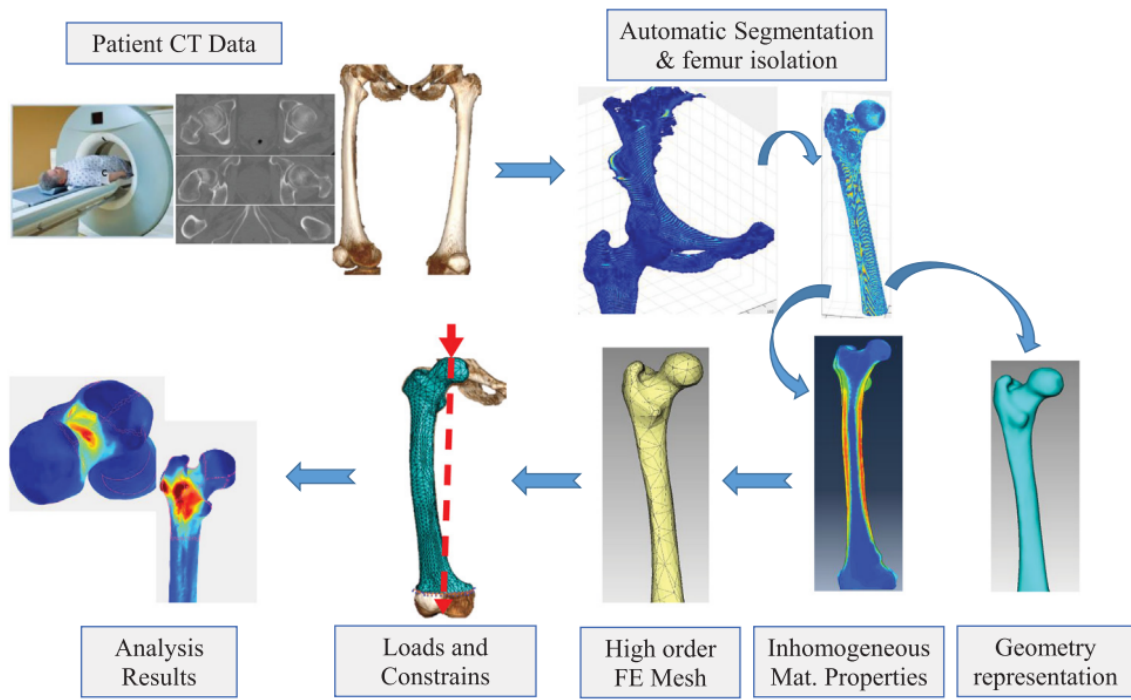 Patient CT Data
Automatic Segmentation
& femur isolation
Analysis
Results
Loads and
Constrains
High order
FE Mesh
Inhomogeneous
Mat. Properties
Geometry
representation